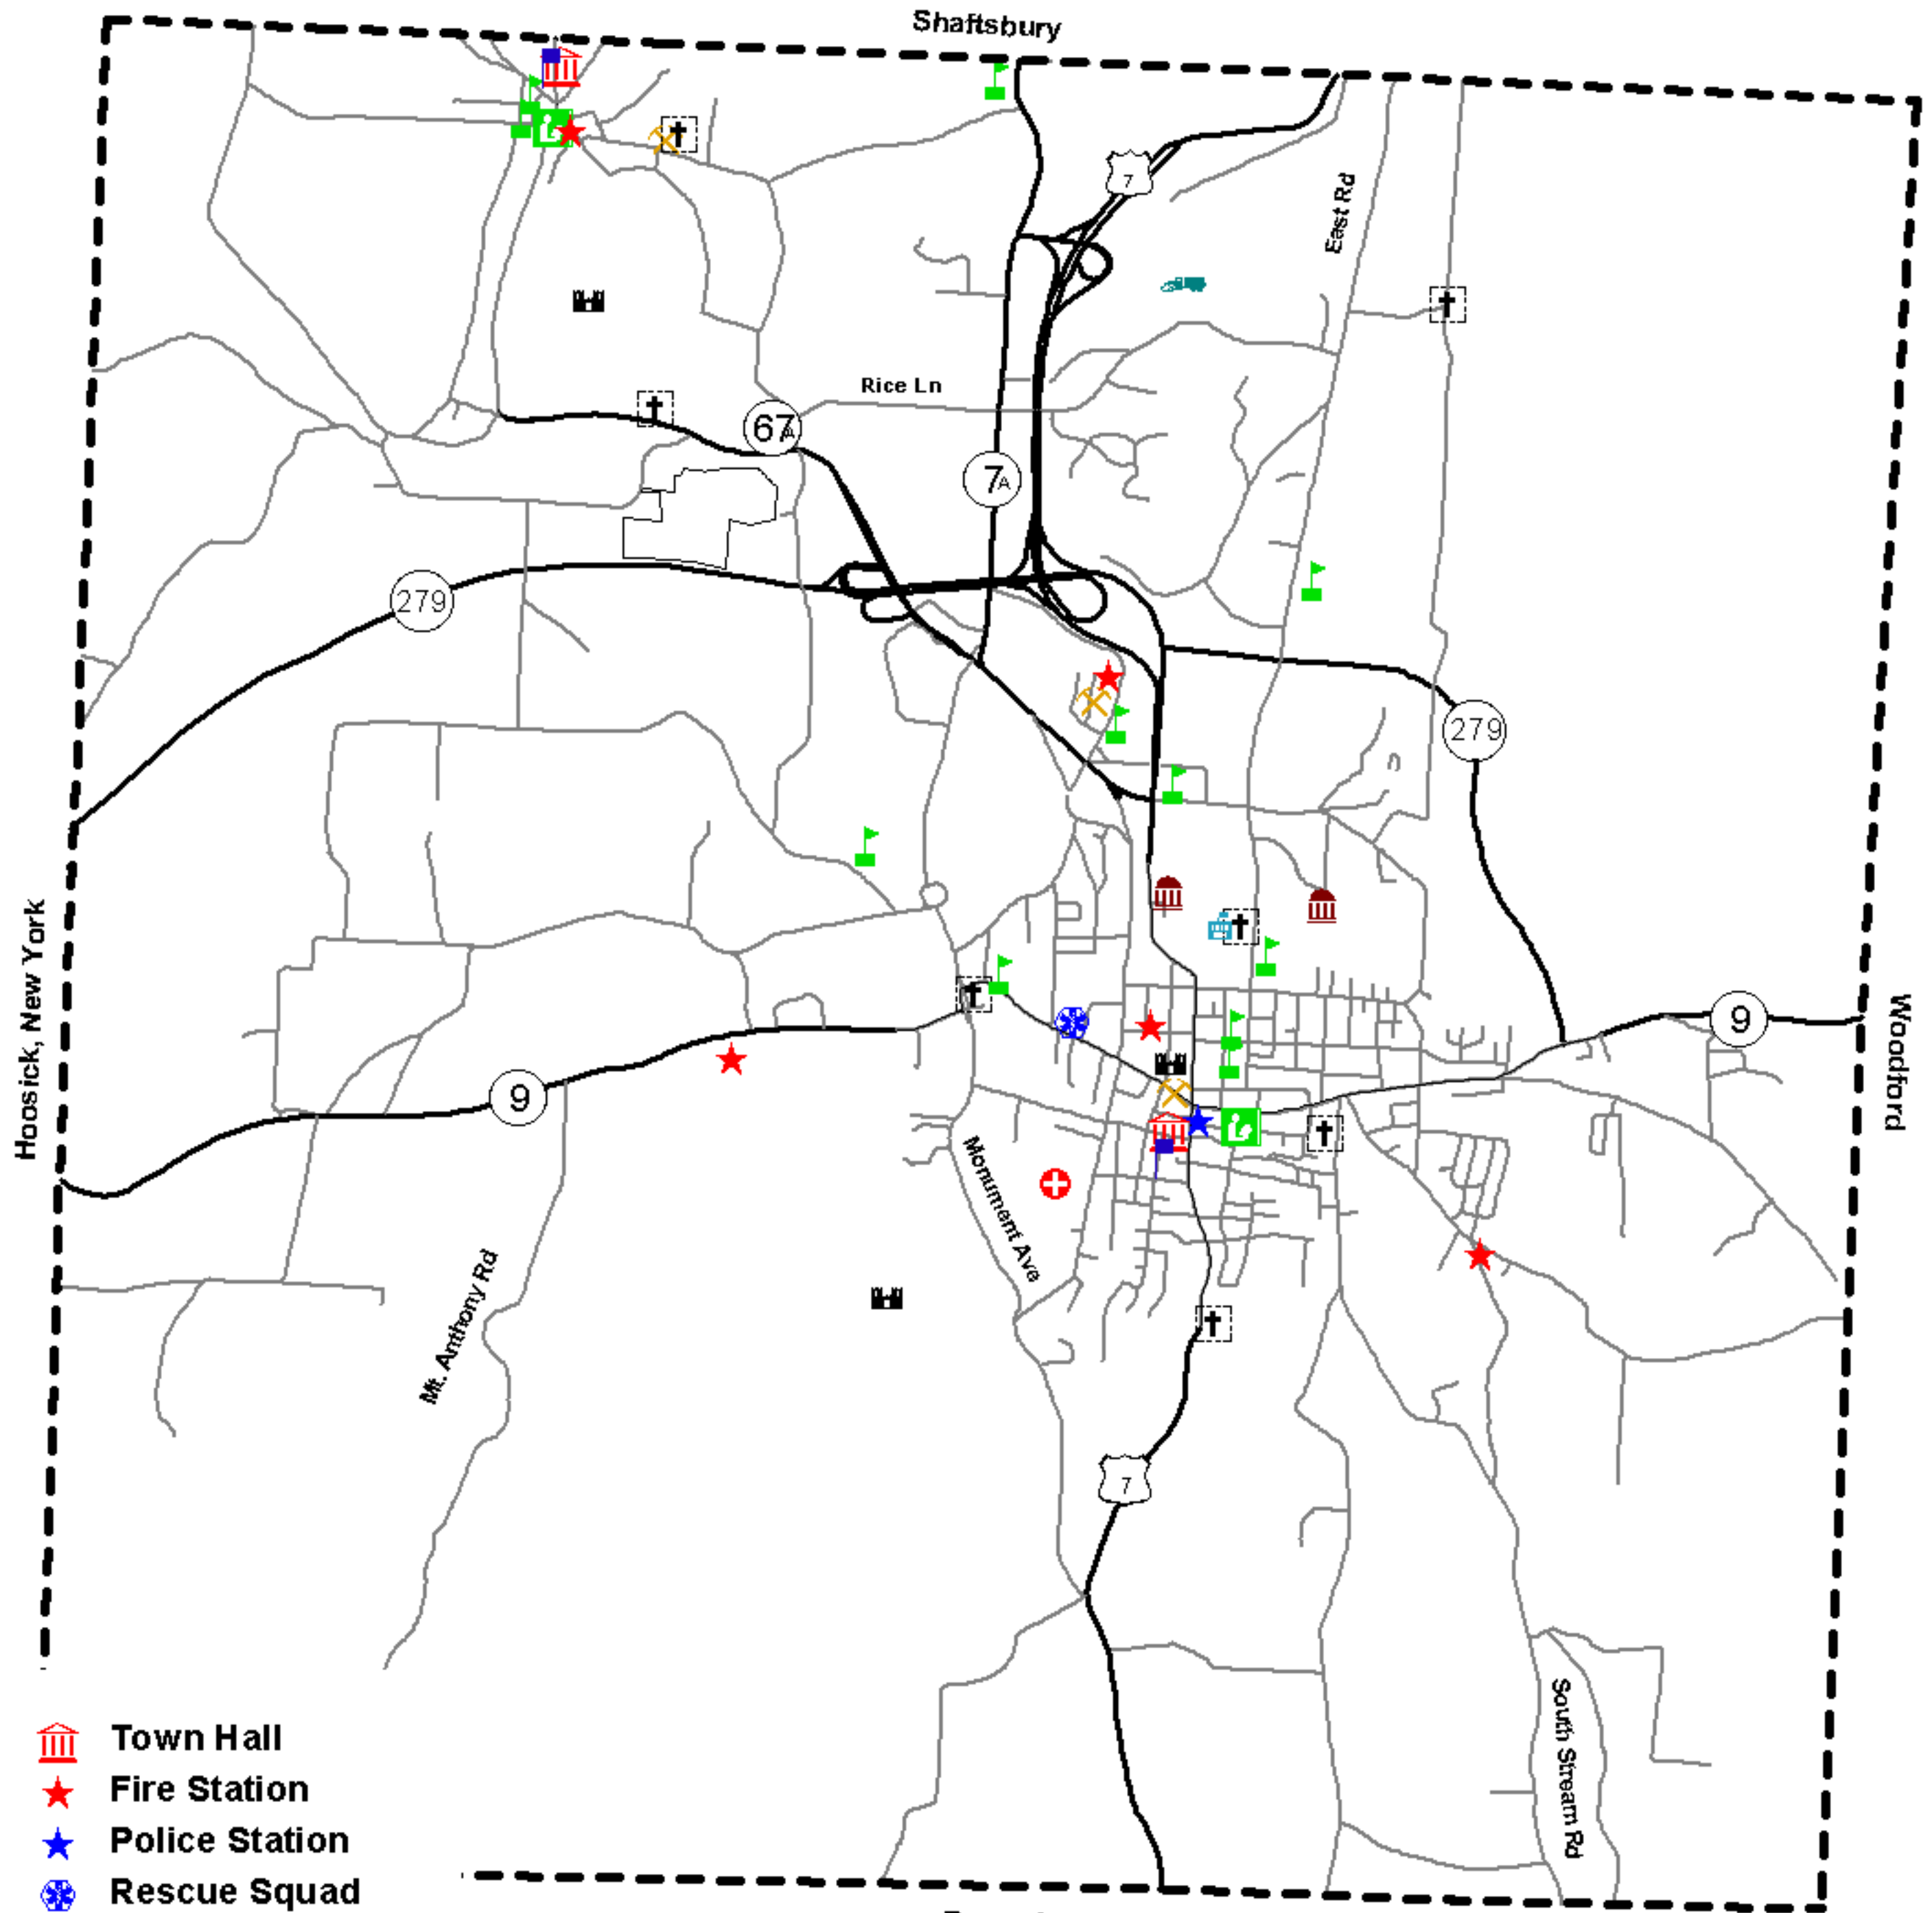 Shaftsbury
7
East Rd
Rice Ln
67A
7A
279
279
Hoosick, New York
Woodford
9
9
Monument Ave
Mt. Anthony Rd
7
South Stream Rd
Town Hall
Fire Station
Police Station
Rescue Squad